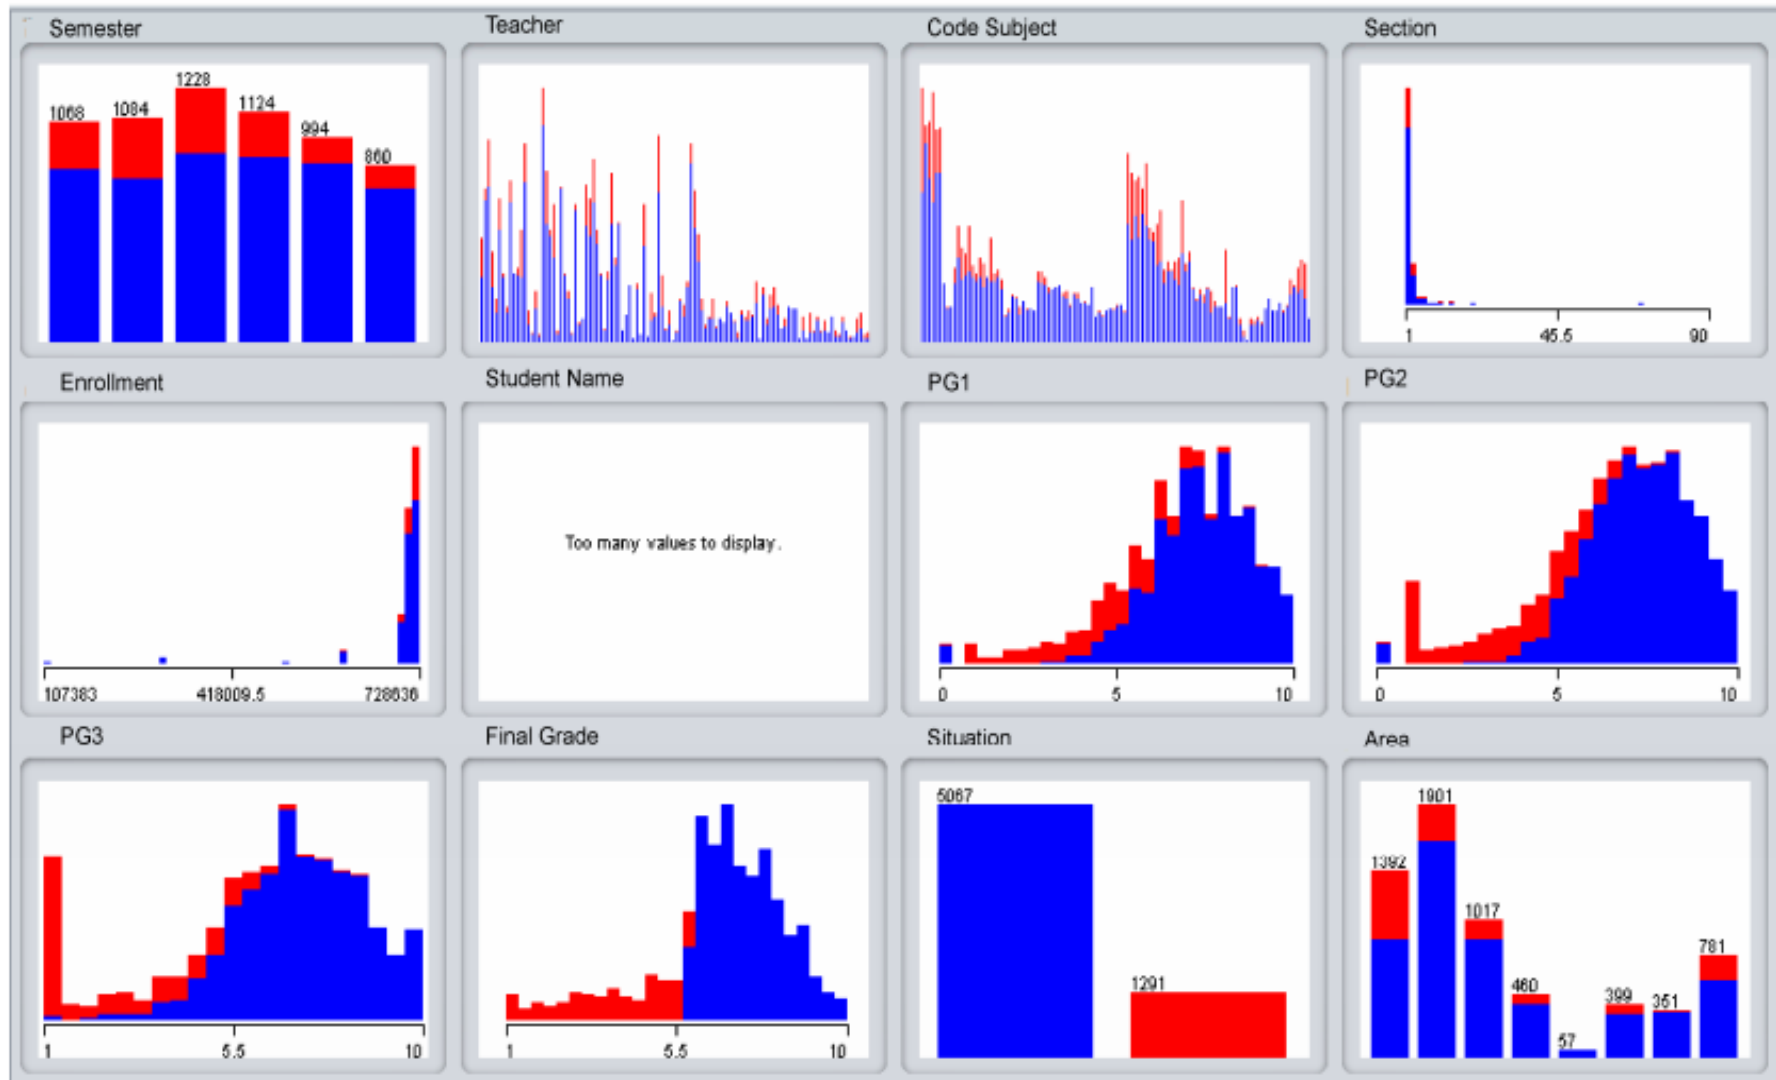 Semester
Teacher
Code Subject
Section
1068
1084
1228
1124
994
860
1
45.5
90
Enrollment
Student Name
PG1
PG2
107383
418009.5
728636
Too many values to display.
0
5
10
0
5
10
PG3
Final Grade
Situation
Area
1
5.5
10
1
5.5
10
5067
1291
1392
1901
1017
460
57
399
351
781